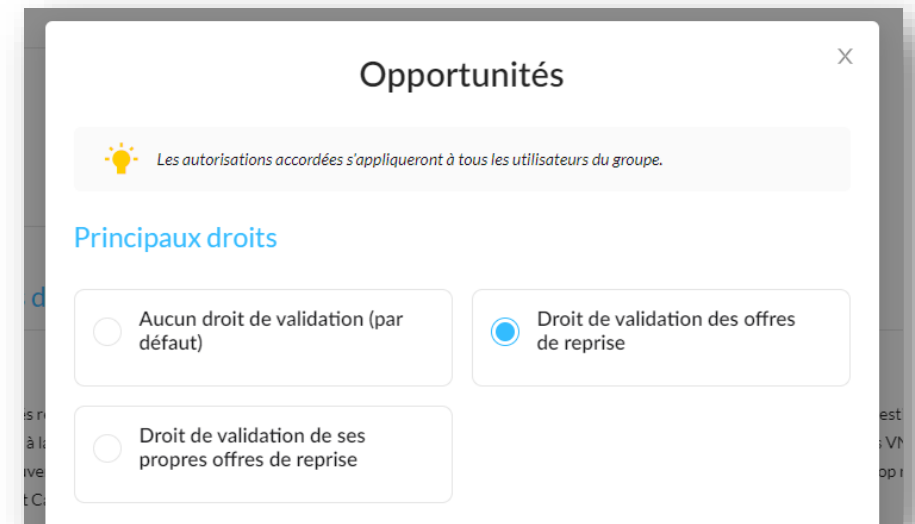 Opportunités
X
Les autorisations accordées s'appliqueront à tous les utilisateurs du groupe.
Principaux droits
Aucun droit de validation (par
défaut)
Droit de validation des offres
de reprise
Droit de validation de ses
propres offres de reprise